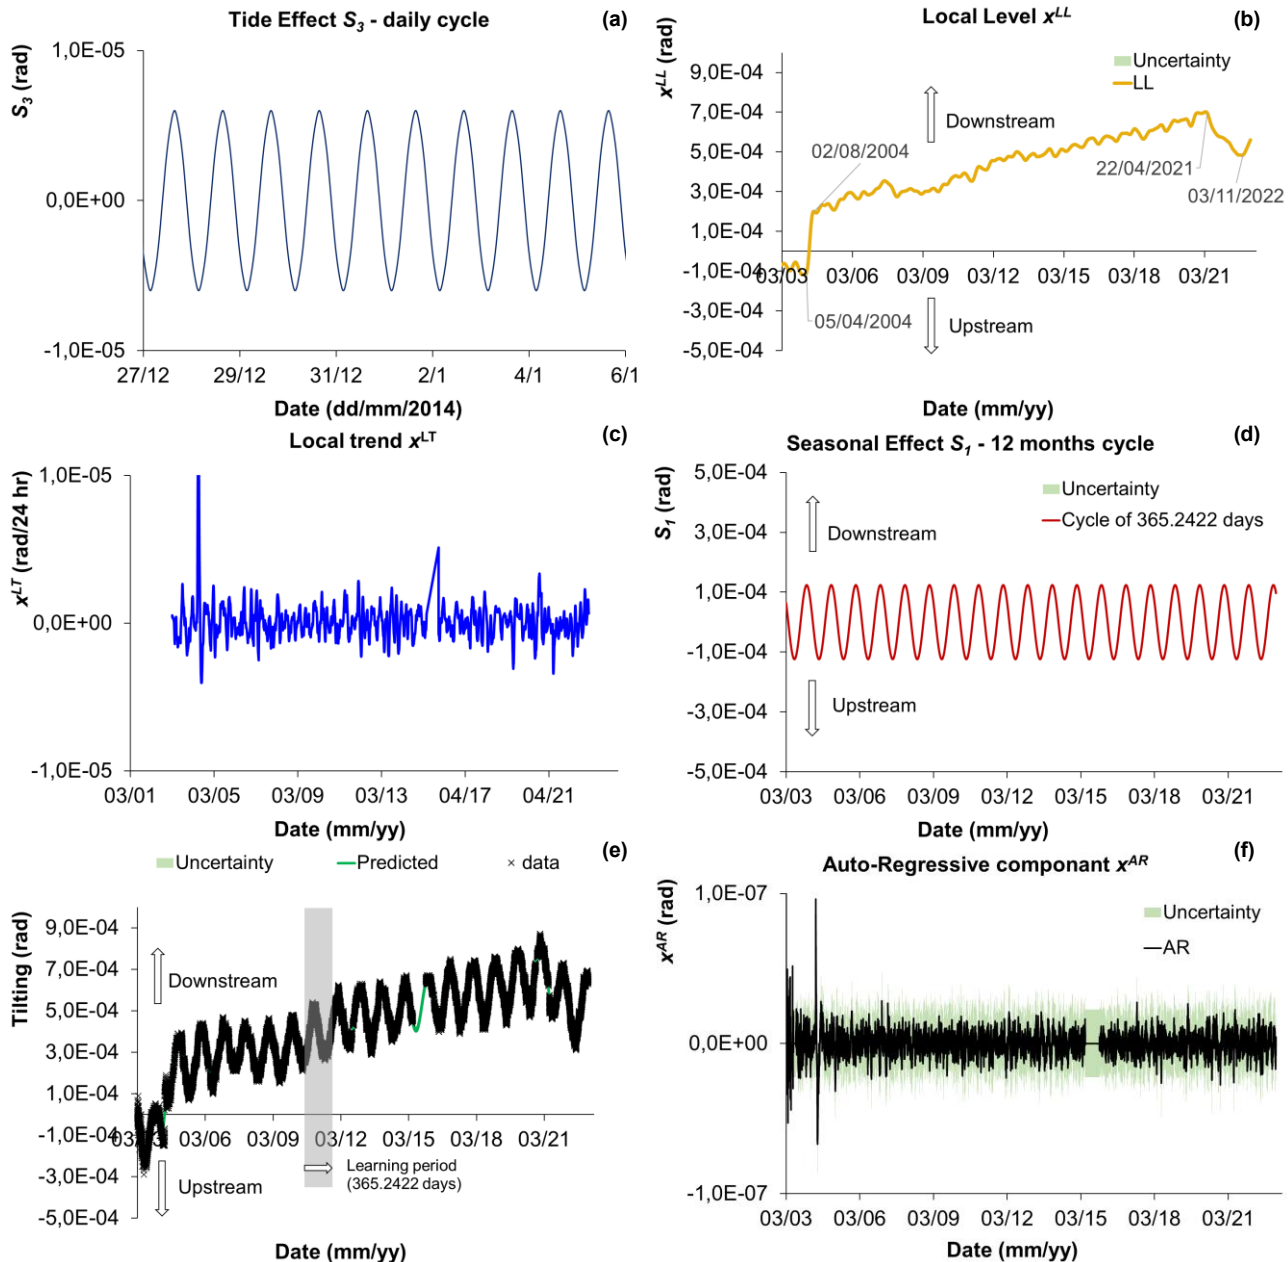 Tide Effect S3 - daily cycle
(a)
S3 (rad)
1,0E-05
0,0E+00
-1,0E-05
27/12 29/12 31/12 2/1 4/1 6/1
Date (dd/mm/2014)
Local Level xLL
(b)
xLL (rad)
Uncertainty
LL
9,0E-04
7,0E-04
5,0E-04
3,0E-04
1,0E-04
-1,0E-04
-3,0E-04
-5,0E-04
Downstream
02/08/2004
22/04/2021
03/11/2022
03/03 03/06 03/09 03/12 03/15 03/18 03/21
05/04/2004
Upstream
Date (mm/yy)
Local trend xLT
(c)
xLT (rad/24 hr)
1,0E-05
0,0E+00
-1,0E-05
03/01 03/05 03/09 03/13 04/17 04/21
Date (mm/yy)
Seasonal Effect S1 - 12 months cycle
(d)
S1 (rad)
5,0E-04
3,0E-04
1,0E-04
-1,0E-04
-3,0E-04
-5,0E-04
Uncertainty
Cycle of 365.2422 days
Downstream
Upstream
03/03 03/06 03/09 03/12 03/15 03/18 03/21
Date (mm/yy)
(e)
Uncertainty Predicted × data
Tilting (rad)
9,0E-04
7,0E-04
5,0E-04
3,0E-04
1,0E-04
-1,0E-04
-3,0E-04
-5,0E-04
Downstream
03/06 03/09 03/12 03/15 03/18 03/21
Learning period
(365.2422 days)
Upstream
Date (mm/yy)
Auto-Regressive componant xAR
(f)
xAR (rad)
1,0E-07
0,0E+00
-1,0E-07
Uncertainty
AR
03/03 03/06 03/09 03/12 03/15 03/18 03/21
Date (mm/yy)